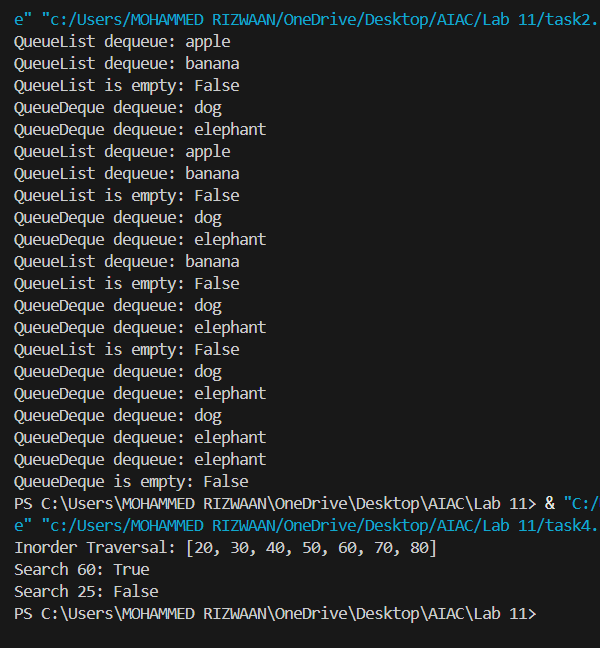 e" "c:/Users/MOHAMMED RIZWAAN/OneDrive/Desktop/AIAC/Lab 11/task2.
QueueList dequeue: apple
QueueList dequeue: banana
QueueList is empty: False
QueueDeque dequeue: dog
QueueDeque dequeue: elephant
QueueList dequeue: apple
QueueList dequeue: banana
QueueList is empty: False
QueueDeque dequeue: dog
QueueDeque dequeue: elephant
QueueList dequeue: banana
QueueList is empty: False
QueueDeque dequeue: dog
QueueDeque dequeue: elephant
QueueList is empty: False
QueueDeque dequeue: dog
QueueDeque dequeue: elephant
QueueDeque dequeue: dog
QueueDeque dequeue: elephant
QueueDeque dequeue: elephant
QueueDeque is empty: False
PS C:\Users\MOHAMMED RIZWAAN\OneDrive\Desktop\AIAC\Lab 11> & "C:/
e" "c:/Users/MOHAMMED RIZWAAN/OneDrive/Desktop/AIAC/Lab 11/task4.
Inorder Traversal: [20, 30, 40, 50, 60, 70, 80]
Search 60: True
Search 25: False
PS C:\Users\MOHAMMED RIZWAAN\OneDrive\Desktop\AIAC\Lab 11>